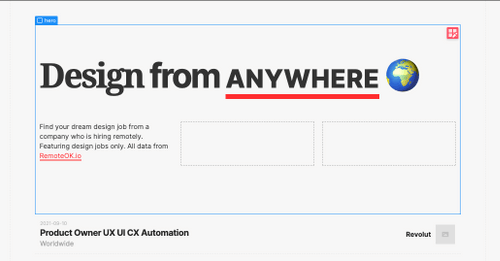 Hero
Design from ANYWHERE
Find your dream design job from a
company who is hiring remotely.
Featuring design jobs only. All data from
RemoteOK.io
2021-09-10
Product Owner UX UI CX Automation
Worldwide
Revolut